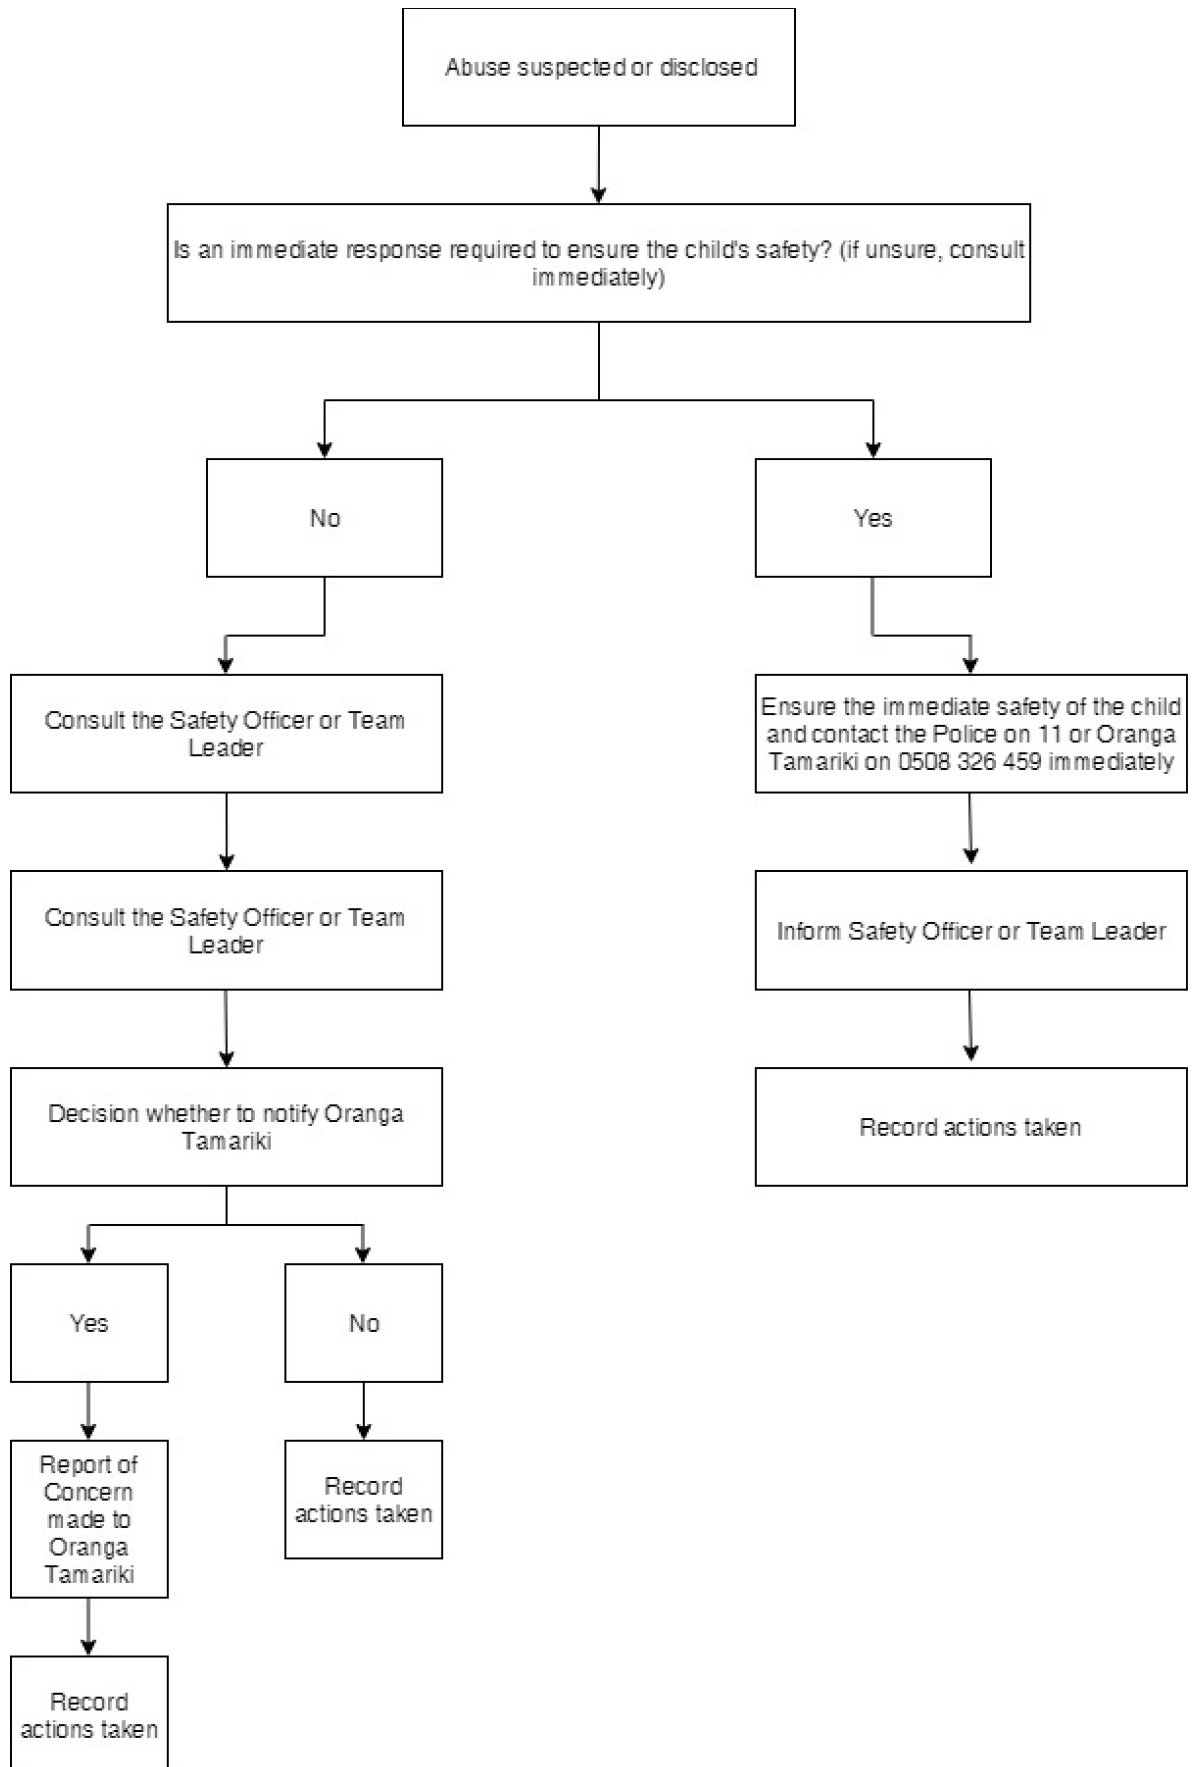 Abuse suspected or disclosed
Is an immediate response required to ensure the child's safety? (if unsure, consult
immediately)
No
Yes
Consult the Safety Officer or Team
Leader
Ensure the immediate safety of the child
and contact the Police on 11 or Oranga
Tamariki on 0508 326 459 immediately
Consult the Safety Officer or Team
Leader
Inform Safety Officer or Team Leader
Decision whether to notify Oranga
Tamariki
Record actions taken
Yes
No
Report of
Concern
made to
Oranga
Tamariki
Record
actions taken
Record
actions taken